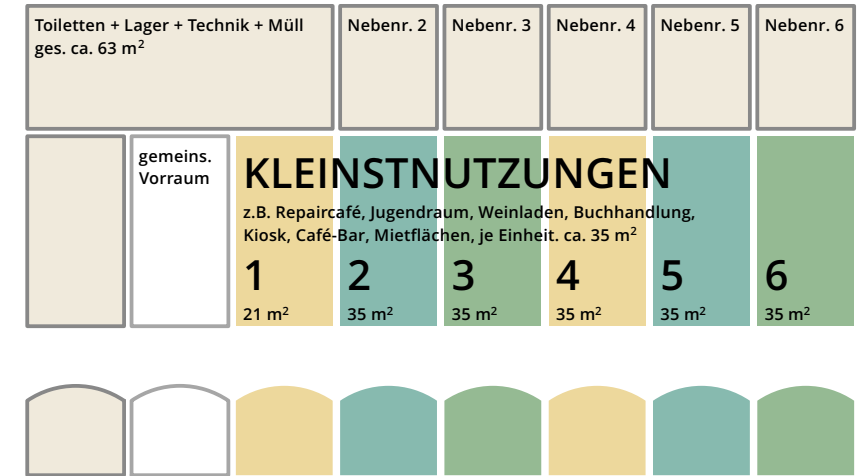 Toiletten + Lager + Technik + Müll
ges. ca. 63 m²
Nebenr. 2
Nebenr. 3
Nebenr. 4
Nebenr. 5
Nebenr. 6
gemeins.
Vorraum
KLEINSTNUTZUNGEN
z.B. Repaircafé, Jugendraum, Weinladen, Buchhandlung,
Kiosk, Café-Bar, Mietflächen, je Einheit. ca. 35 m²
1
21 m²
2
35 m²
3
35 m²
4
35 m²
5
35 m²
6
35 m²